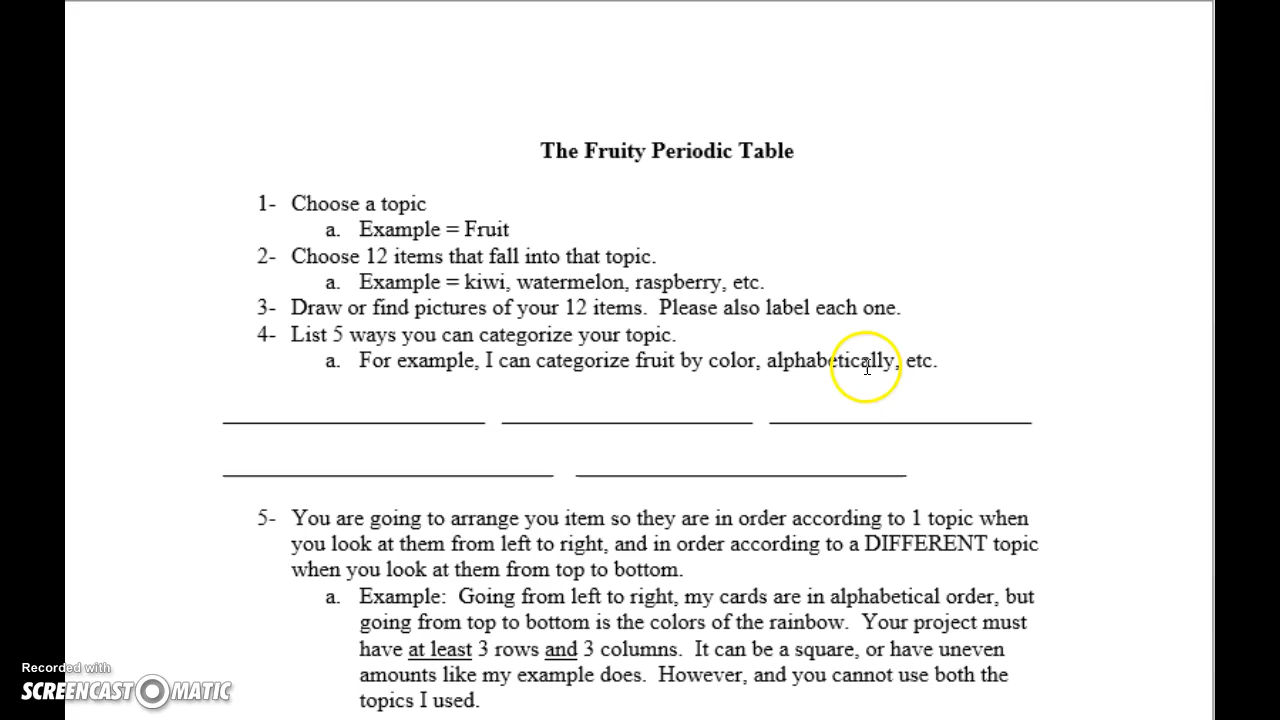 The Fruity Periodic Table
1- Choose a topic
a. Example = Fruit
2- Choose 12 items that fall into that topic.
a. Example = kiwi, watermelon, raspberry, etc.
3- Draw or find pictures of your 12 items. Please also label each one.
4- List 5 ways you can categorize your topic.
a. For example, I can categorize fruit by color, alphabetically, etc.
5- You are going to arrange you item so they are in order according to 1 topic when
you look at them from left to right, and in order according to a DIFFERENT topic
when you look at them from top to bottom.
a. Example: Going from left to right, my cards are in alphabetical order, but
going from top to bottom is the colors of the rainbow. Your project must
have at least 3 rows and 3 columns. It can be a square, or have uneven
amounts like my example does. However, and you cannot use both the
topics I used.
Recorded with
SCREENCAST-O-MATIC